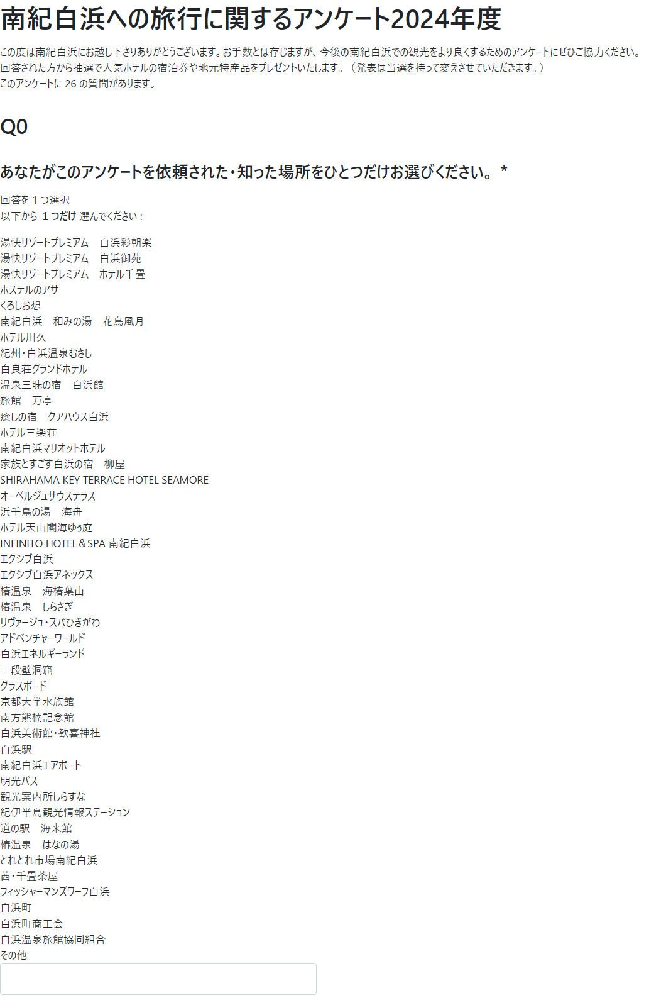 南紀白浜への旅行に関するアンケート2024年度
この度は南紀白浜にお越し下さりありがとうございます。お手数とは存じますが、今後の南紀白浜での観光をより良くするためのアンケートにぜひご協力ください。
回答された方から抽選で人気ホテルの宿泊券や地元特産品をプレゼントいたします。（発表は当選を持って変えさせていただきます。）
このアンケートに 26 の質問があります。
Q0
あなたがこのアンケートを依頼された・知った場所をひとつだけお選びください。 *
回答を 1 つ選択
以下から 1 つだけ 選んでください :
湯快リゾートプレミアム　白浜彩朝楽
湯快リゾートプレミアム　白浜御苑
湯快リゾートプレミアム　ホテル千畳
ホステルのアサ
くろしお想
南紀白浜　和みの湯　花鳥風月
ホテル川久
紀州・白浜温泉むさし
白良荘グランドホテル
温泉三昧の宿　白浜館
旅館　万亭
癒しの宿　クアハウス白浜
ホテル三楽荘
南紀白浜マリオットホテル
家族とすごす白浜の宿　柳屋
SHIRAHAMA KEY TERRACE HOTEL SEAMORE
オーベルジュサウステラス
浜千鳥の湯　海舟
ホテル天山閣海ゆぅ庭
INFINITO HOTEL＆SPA 南紀白浜
エクシブ白浜
エクシブ白浜アネックス
椿温泉　海椿葉山
椿温泉　しらさぎ
リヴァージュ・スパひきがわ
アドベンチャーワールド
白浜エネルギーランド
三段壁洞窟
グラスボード
京都大学水族館
南方熊楠記念館
白浜美術館・歓喜神社
白浜駅
南紀白浜エアポート
明光バス
観光案内所しらすな
紀伊半島観光情報ステーション
道の駅　海来館
椿温泉　はなの湯
とれとれ市場南紀白浜
茜・千畳茶屋
フィッシャーマンズワーフ白浜
白浜町
白浜町商工会
白浜温泉旅館協同組合
その他